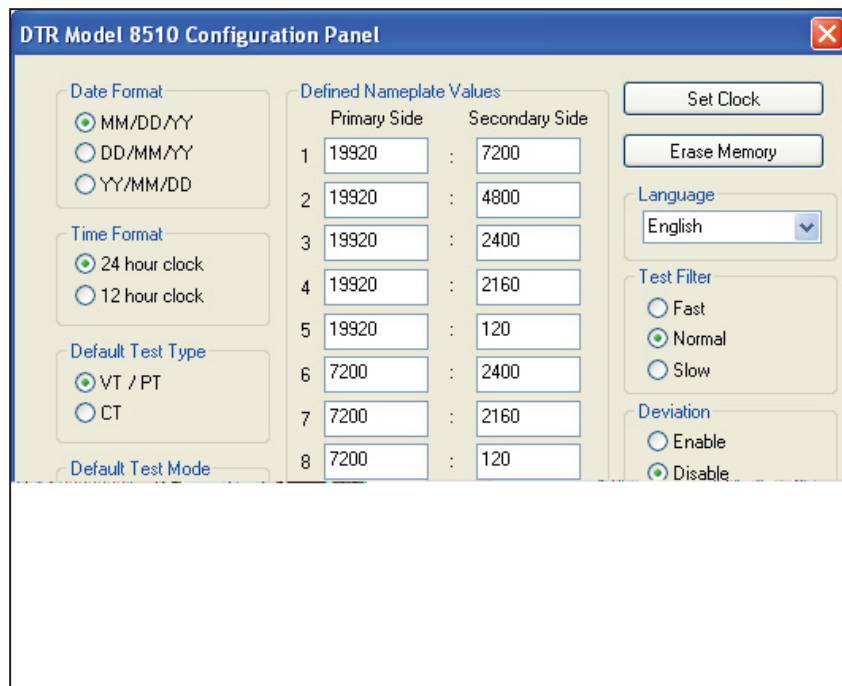 DTR Model 8510 Configuration Panel
Date Format
MM/DD/YY
DD/MM/YY
YY/MM/DD
Time Format
24 hour clock
12 hour clock
Default Test Type
VT / PT
CT
Default Test Mode
Defined Nameplate Values
Primary Side Secondary Side
1 19920 : 7200
2 19920 : 4800
3 19920 : 2400
4 19920 : 2160
5 19920 : 120
6 7200 : 2400
7 7200 : 2160
8 7200 : 120
Set Clock
Erase Memory
Language
English
Test Filter
Fast
Normal
Slow
Deviation
Enable
Disable